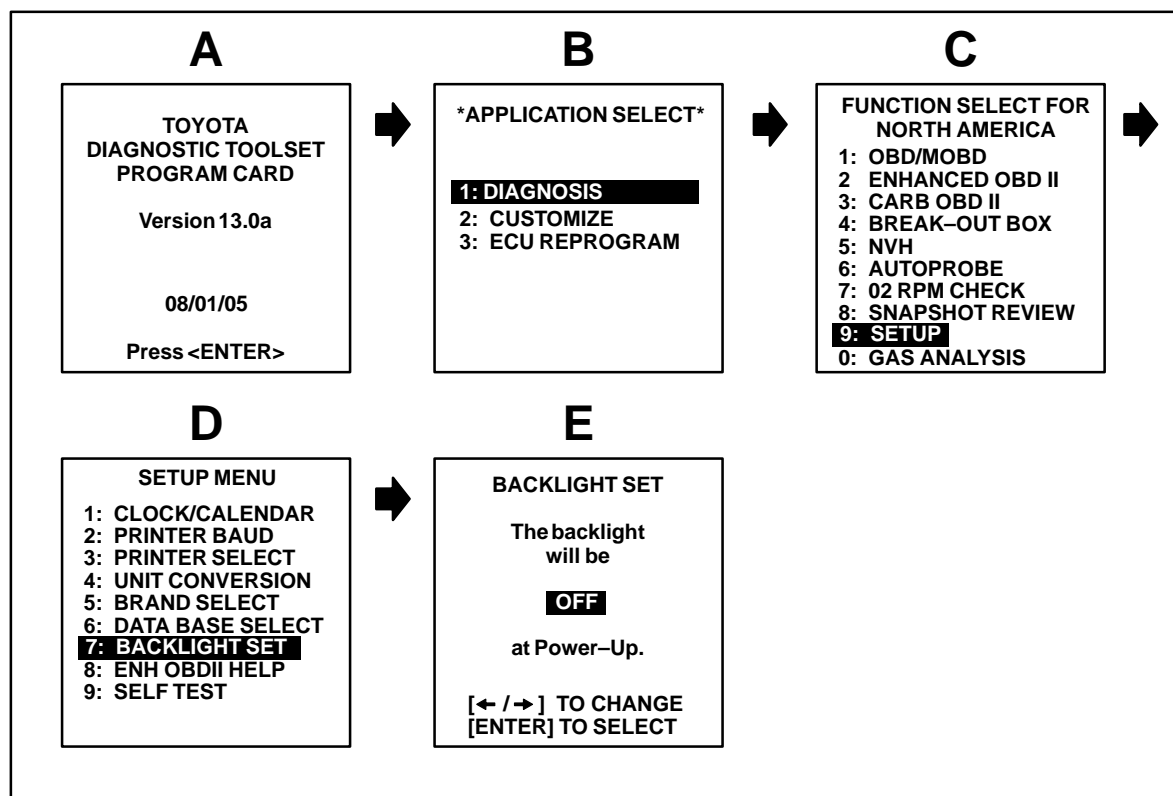 A
TOYOTA
DIAGNOSTIC TOOLSET
PROGRAM CARD
Version 13.0a
08/01/05
Press <ENTER>
B
*APPLICATION SELECT*
1: DIAGNOSIS
2: CUSTOMIZE
3: ECU REPROGRAM
C
FUNCTION SELECT FOR
NORTH AMERICA
1: OBD/MOBD
2 ENHANCED OBD II
3: CARB OBD II
4: BREAK–OUT BOX
5: NVH
6: AUTOPROBE
7: 02 RPM CHECK
8: SNAPSHOT REVIEW
9: SETUP
0: GAS ANALYSIS
D
SETUP MENU
1: CLOCK/CALENDAR
2: PRINTER BAUD
3: PRINTER SELECT
4: UNIT CONVERSION
5: BRAND SELECT
6: DATA BASE SELECT
7: BACKLIGHT SET
8: ENH OBDII HELP
9: SELF TEST
E
BACKLIGHT SET
The backlight
will be
OFF
at Power–Up.
[← / →] TO CHANGE
[ENTER] TO SELECT